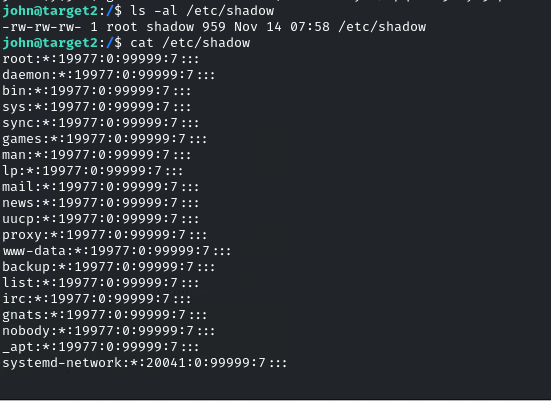 john@target2:/$ ls -al /etc/shadow
-rw-rw-rw- 1 root shadow 959 Nov 14 07:58 /etc/shadow
john@target2:/$ cat /etc/shadow
root:*:19977:0:99999:7:::
daemon:*:19977:0:99999:7:::
bin:*:19977:0:99999:7:::
sys:*:19977:0:99999:7:::
sync:*:19977:0:99999:7:::
games:*:19977:0:99999:7:::
man:*:19977:0:99999:7:::
lp:*:19977:0:99999:7:::
mail:*:19977:0:99999:7:::
news:*:19977:0:99999:7:::
uucp:*:19977:0:99999:7:::
proxy:*:19977:0:99999:7:::
www-data:*:19977:0:99999:7:::
backup:*:19977:0:99999:7:::
list:*:19977:0:99999:7:::
irc:*:19977:0:99999:7:::
gnats:*:19977:0:99999:7:::
nobody:*:19977:0:99999:7:::
_apt:*:19977:0:99999:7:::
systemd-network:*:20041:0:99999:7:::